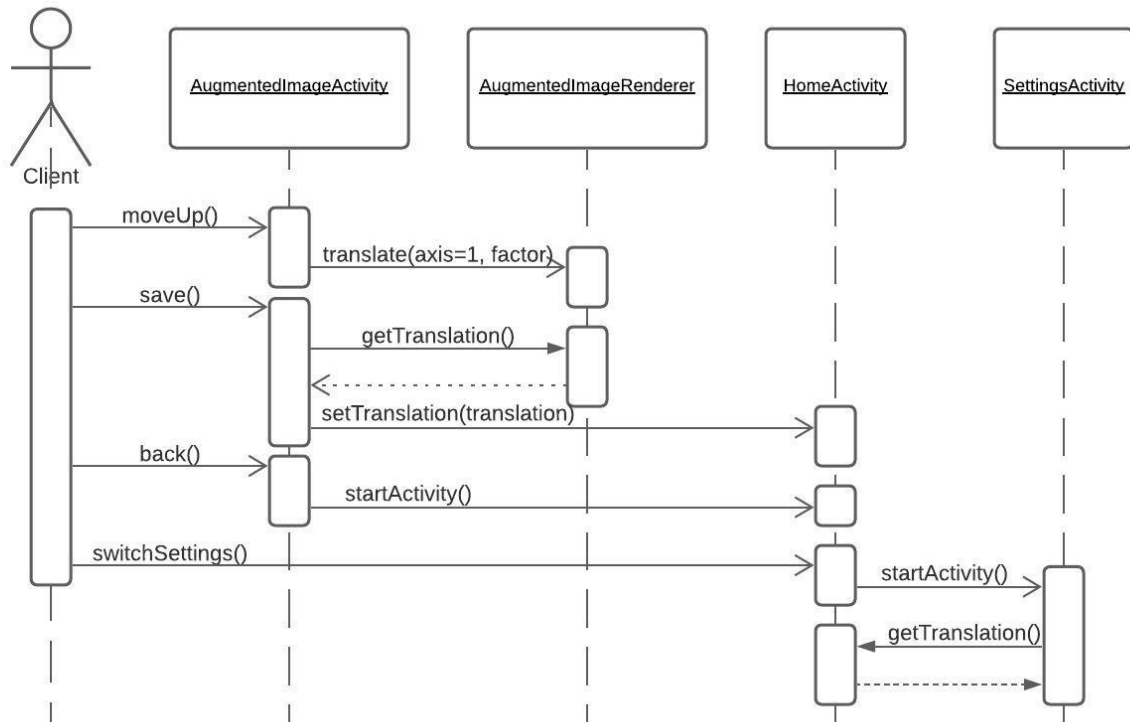 AugmentedImageActivity
AugmentedImageRenderer
HomeActivity
SettingsActivity
Client
moveUp()
translate(axis=1, factor)
save()
getTranslation()
setTranslation(translation)
back()
startActivity()
switchSettings()
startActivity()
getTranslation()